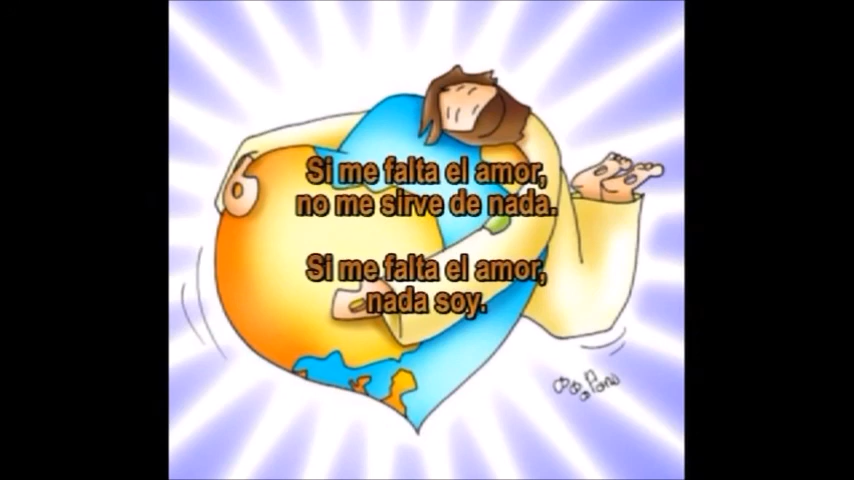 Si me falta el amor,
no me sirve de nada.
Si me falta el amor,
nada soy.